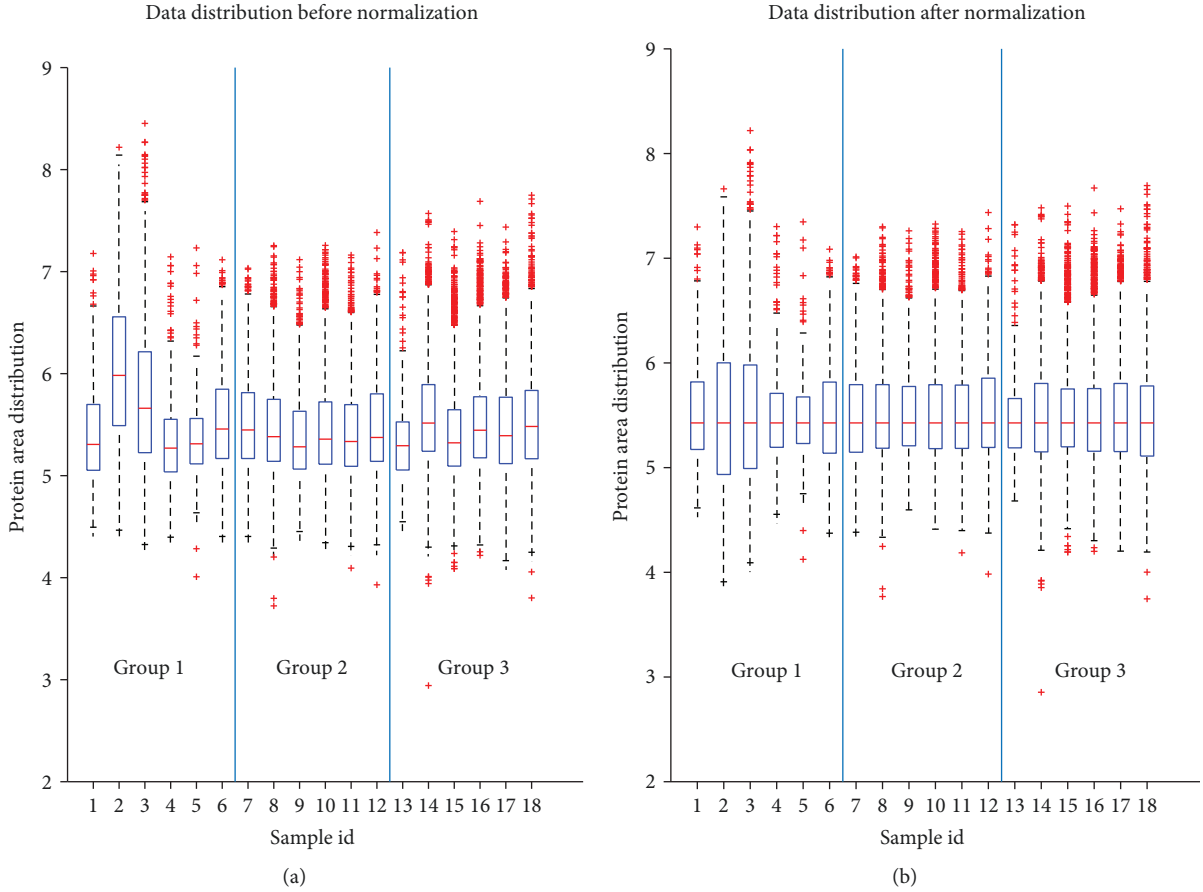 Data distribution before normalization
Protein area distribution
9
8
7
6
5
4
3
2
Group 1 Group 2 Group 3
1 2 3 4 5 6 7 8 9 10 11 12 13 14 15 16 17 18
Sample id
(a)
Data distribution after normalization
Protein area distribution
9
8
7
6
5
4
3
2
Group 1 Group 2 Group 3
1 2 3 4 5 6 7 8 9 10 11 12 13 14 15 16 17 18
Sample id
(b)